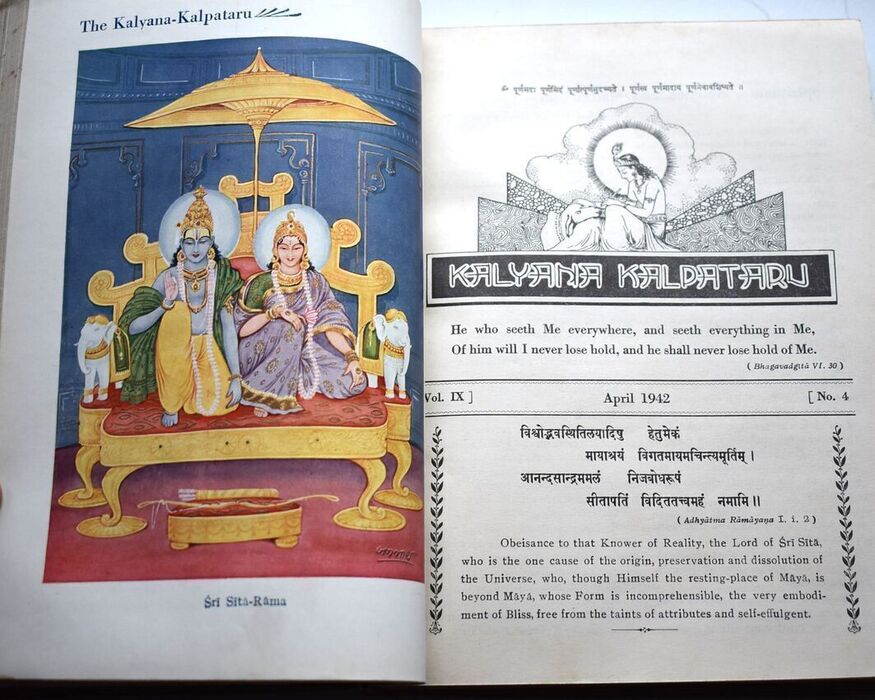 The Kalyana-Kalpataru
Śrī Sītā-Rāma
ॐ पूर्णमदः पूर्णमिदं पूर्णात्पूर्णमुदच्यते । पूर्णस्य पूर्णमादाय पूर्णमेवावशिष्यते ॥
KALYANA KALPATARU
He who seeth Me everywhere, and seeth everything in Me,
Of him will I never lose hold, and he shall never lose hold of Me.
( Bhagavadgītā VI. 30 )
Vol. IX ] April 1942 [ No. 4
विश्वोद्भवस्थितिलयादिषु हेतुमेकं
मायाश्रयं विगतमायमचिन्त्यमूर्तिम् ।
आनन्दसान्द्रममलं निजबोधरूपं
सीतापतिं विदिततत्त्वमहं नमामि ॥
( Adhyātma Rāmāyaṇa I. i. 2 )
Obeisance to that Knower of Reality, the Lord of Śrī Sītā,
who is the one cause of the origin, preservation and dissolution
of the Universe, who, though Himself the resting-place of Māyā, is
beyond Māyā, whose Form is incomprehensible, the very embodi-
ment of Bliss, free from the taints of attributes and self-effulgent.